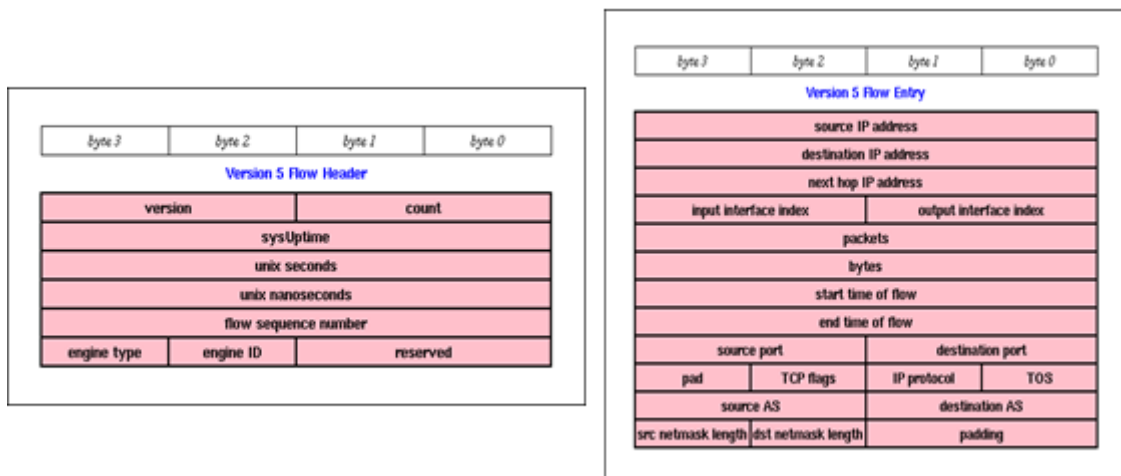 byte 3 byte 2 byte 1 byte 0
Version 5 Flow Header
version count
sysUptime
unix seconds
unix nanoseconds
flow sequence number
engine type engine ID reserved
byte 3 byte 2 byte 1 byte 0
Version 5 Flow Entry
source IP address
destination IP address
next hop IP address
input interface index output interface index
packets
bytes
start time of flow
end time of flow
source port destination port
pad TCP flags IP protocol TOS
source AS destination AS
src netmask length dst netmask length padding